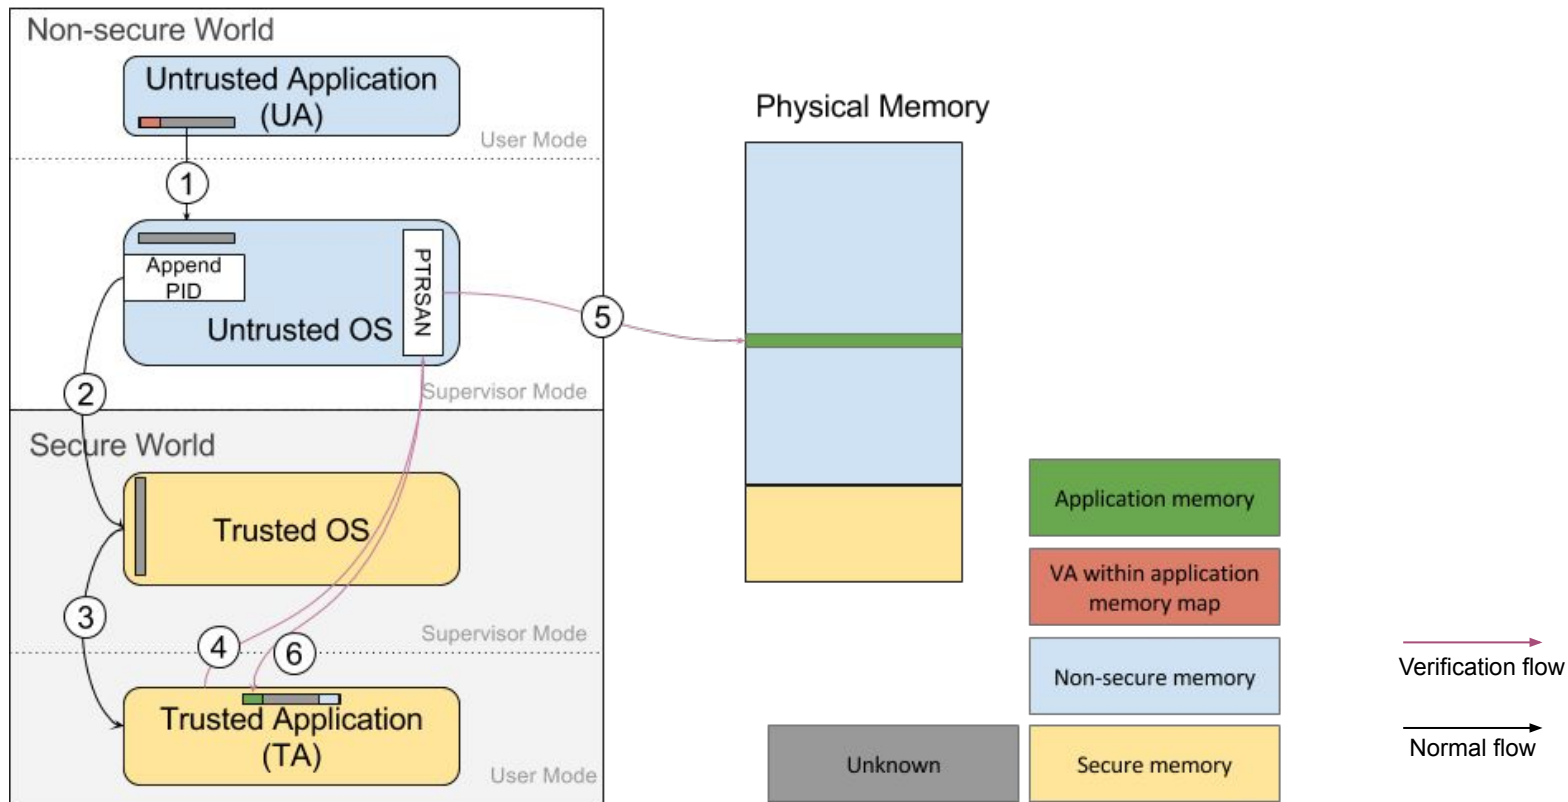 Non-secure World
Untrusted Application
(UA)
User Mode
1
Append
PID
PTRSAN
Untrusted OS
Supervisor Mode
2
5
Secure World
Trusted OS
3
Supervisor Mode
4
6
Trusted Application
(TA)
User Mode
Physical Memory
Application memory
VA within application
memory map
Non-secure memory
Unknown
Secure memory
Verification flow
Normal flow